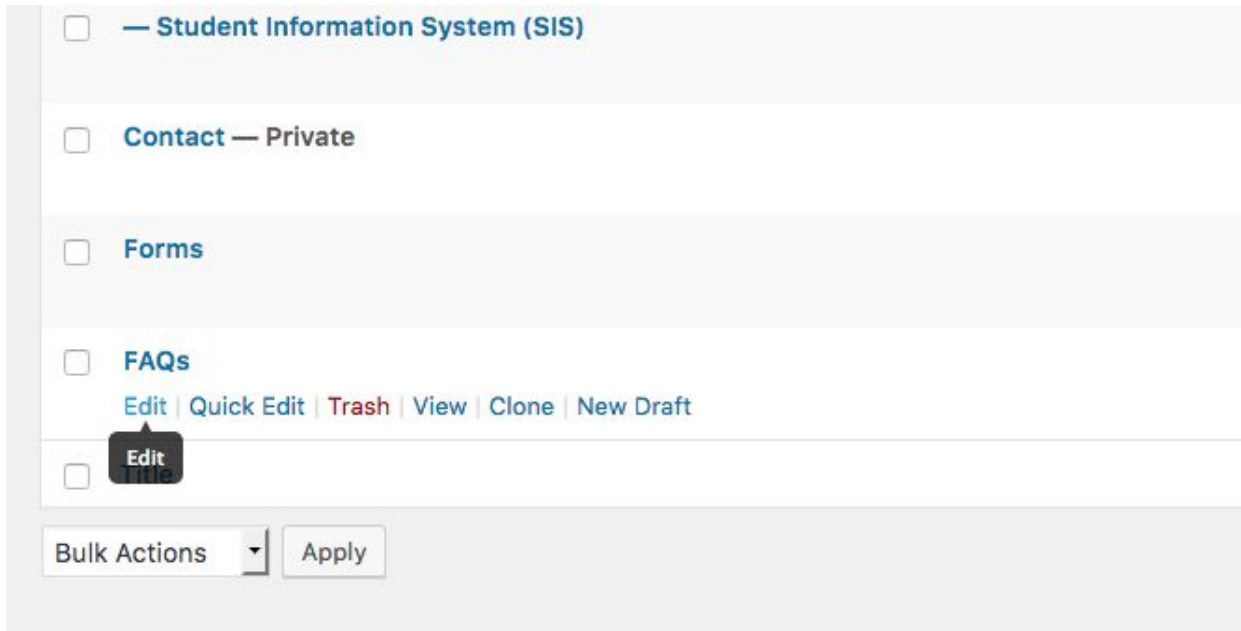 — Student Information System (SIS)
Contact — Private
Forms
FAQs
Edit | Quick Edit | Trash | View | Clone | New Draft
Edit
Title
Bulk Actions Apply